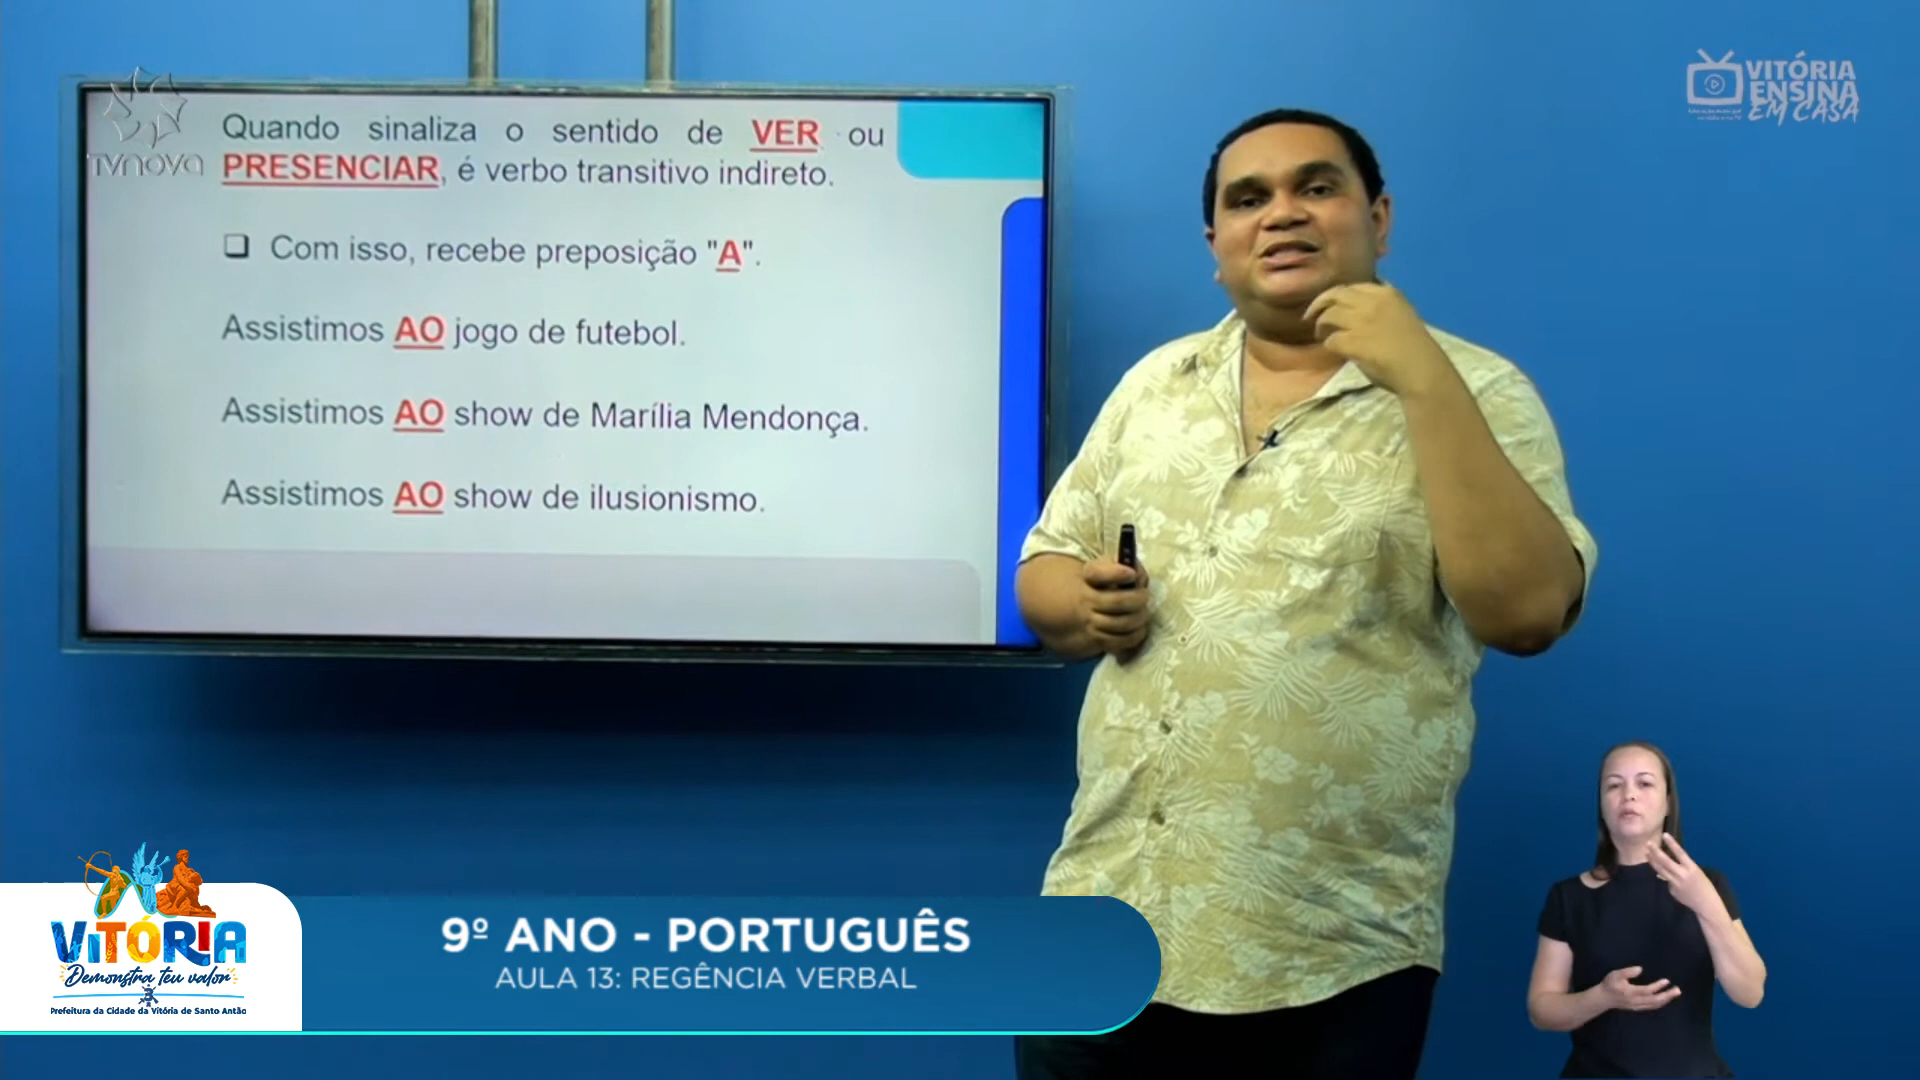 Quando sinaliza o sentido de VER ou
PRESENCIAR, é verbo transitivo indireto.
❑ Com isso, recebe preposição "A".
Assistimos AO jogo de futebol.
Assistimos AO show de Marília Mendonça.
Assistimos AO show de ilusionismo.
TVNOVA
VITÓRIA
ENSINA
EM CASA
9º ANO - PORTUGUÊS
AULA 13: REGÊNCIA VERBAL
VITÓRIA
Demonstra teu valor
Prefeitura da Cidade da Vitória de Santo Antão